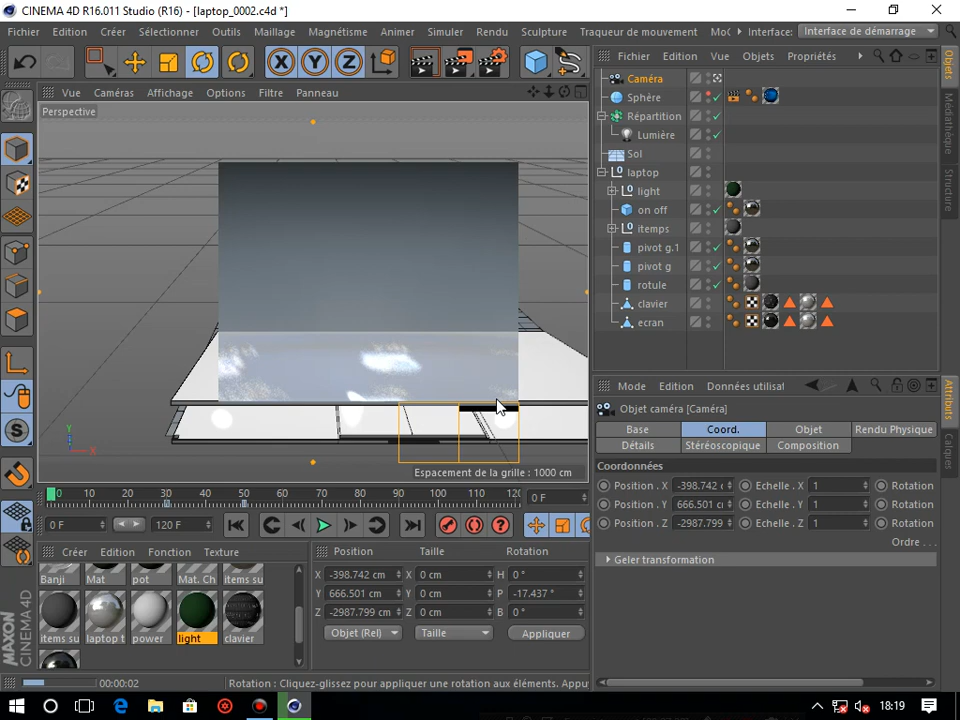 CINEMA 4D R16.011 Studio (R16) - [laptop_0002.c4d *]
Fichier Edition Créer Sélectionner Outils Maillage Magnétisme Animer Simuler Rendu Sculpture Traqueur de mouvement Mo Interface: Interface de démarrage
X Y Z
Fichier Edition Vue Objets Propriétés
Vue Caméras Affichage Options Filtre Panneau
Perspective
Caméra
Sphère
Répartition
Lumière
Sol
laptop
light
on off
itemps
pivot g.1
pivot g
rotule
clavier
ecran
Objets
Médiathèque
Structure
Espacement de la grille : 1000 cm
Mode Edition Données utilisat
Objet caméra [Caméra]
Base Coord. Objet Rendu Physique
Détails Stéréoscopique Composition
Coordonnées
Position . X -398.742 Echelle . X 1 Rotation
Position . Y 666.501 Echelle . Y 1 Rotation
Position . Z -2987.799 Echelle . Z 1 Rotation
Ordre . . .
Geler transformation
Attributs
Calques
0 10 20 30 40 50 60 70 80 90 100 110 120
0 F
0 F 120 F
Créer Edition Fonction Texture
Banji Mat pot Mat. Ch items su
items su laptop t power light clavier
Position Taille Rotation
X -398.742 cm X 0 cm H 0 °
Y 666.501 cm Y 0 cm P -17.437 °
Z -2987.799 cm Z 0 cm B 0 °
Objet (Rel) Taille Appliquer
MAXON
CINEMA 4D
00:00:02 Rotation : Cliquez-glissez pour appliquer une rotation aux éléments. Appu
18:19